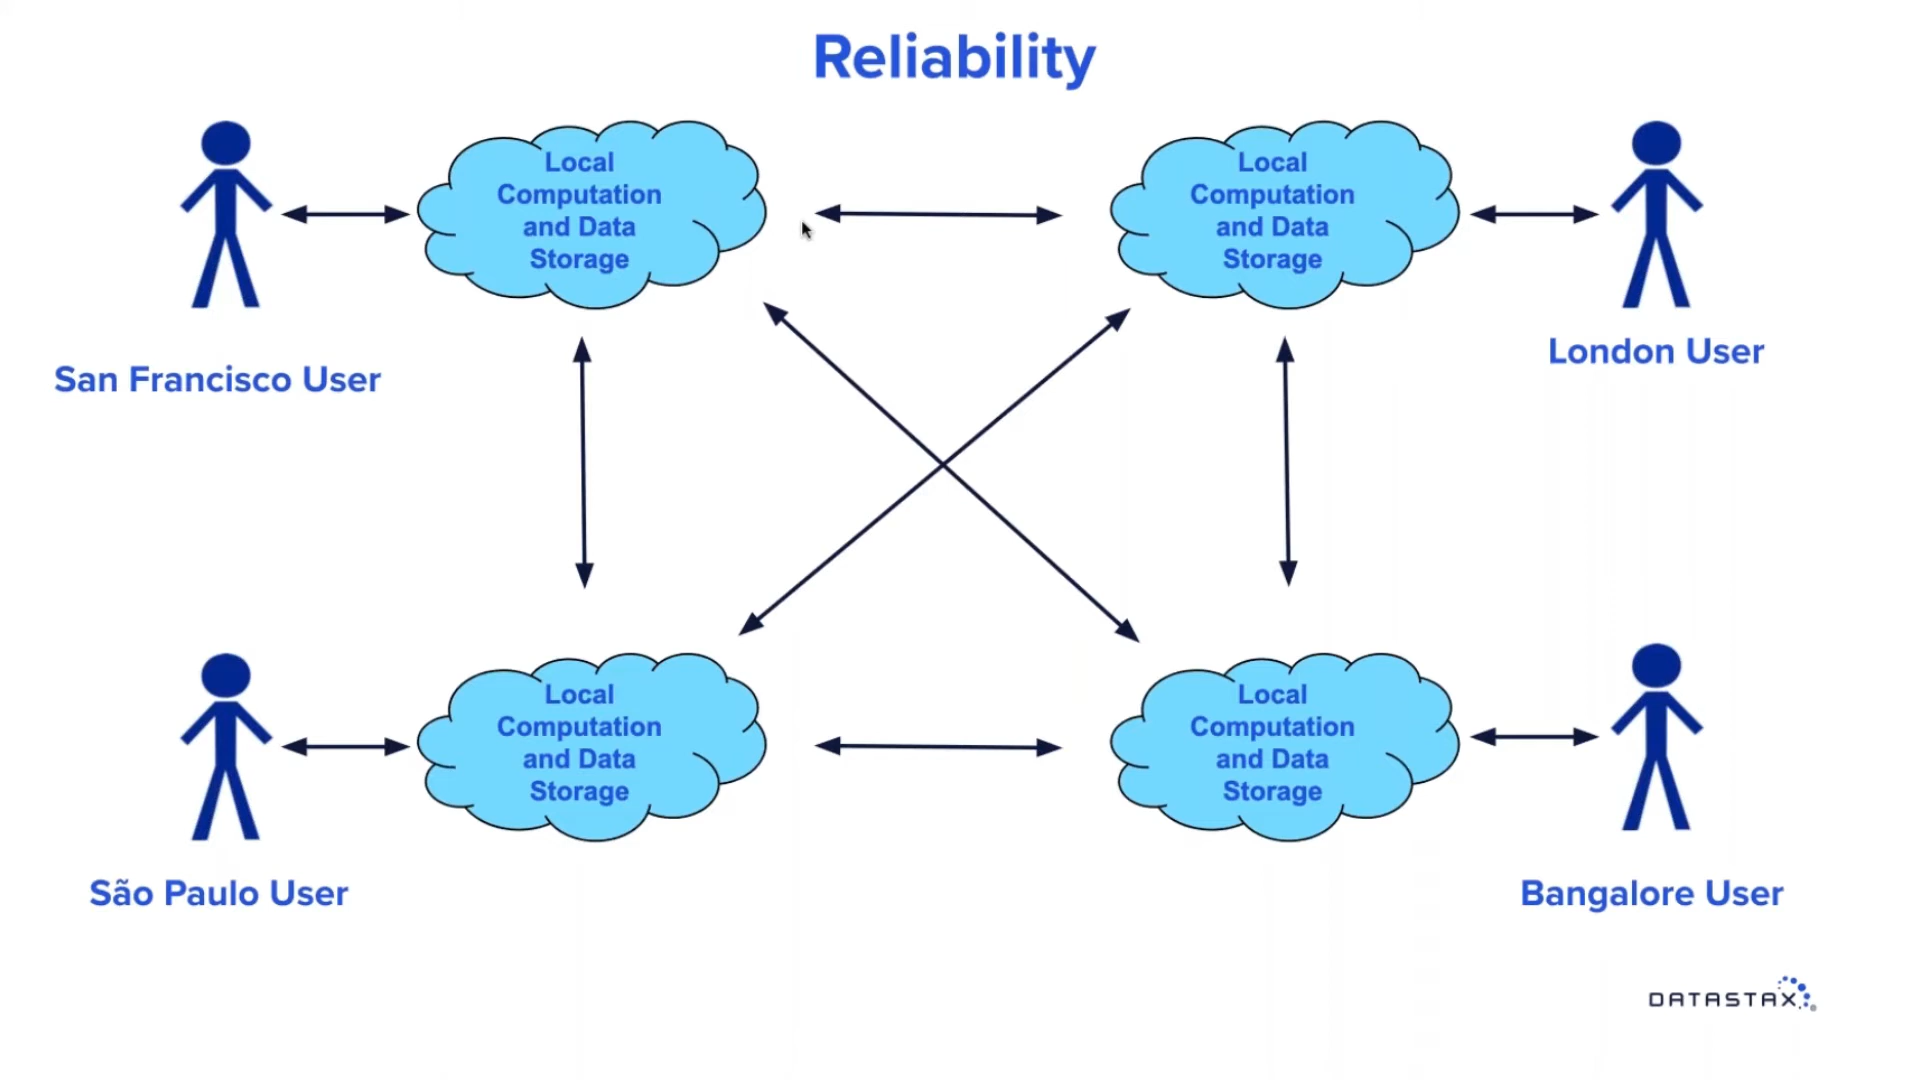 Reliability
Local
Computation
and Data
Storage
Local
Computation
and Data
Storage
San Francisco User
London User
Local
Computation
and Data
Storage
Local
Computation
and Data
Storage
São Paulo User
Bangalore User
DATASTAX